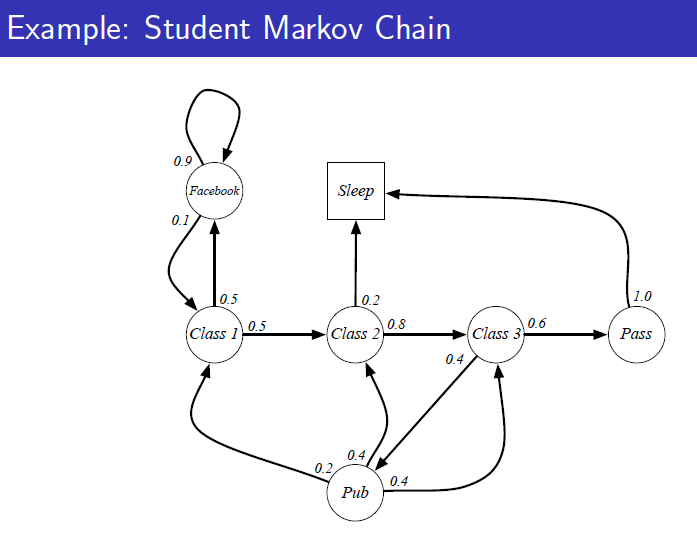 Example: Student Markov Chain
0.9
Facebook
Sleep
0.1
0.5
0.2
1.0
Class 1
0.5
Class 2
0.8
Class 3
0.6
Pass
0.4
0.4
0.2
Pub
0.4